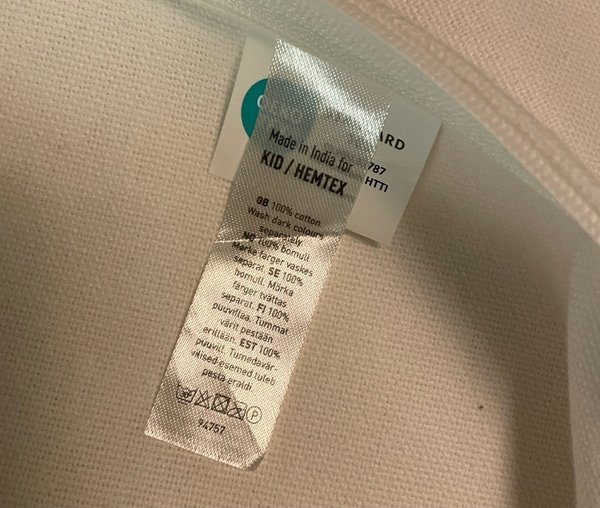 ARD
787
HTTI
Made in India for
KID / HEMTEX
GB 100% cotton.
Wash dark colours
separately.
NO 100% bomull.
Mørke farger vaskes
separat. SE 100%
bomull. Mörka
färger tvättas
separat. FI 100%
puuvillaa. Tummat
värit pestään
erillään. EST 100%
puuvill. Tumedavär-
vilised esemed tuleb
pesta eraldi.
P
94757